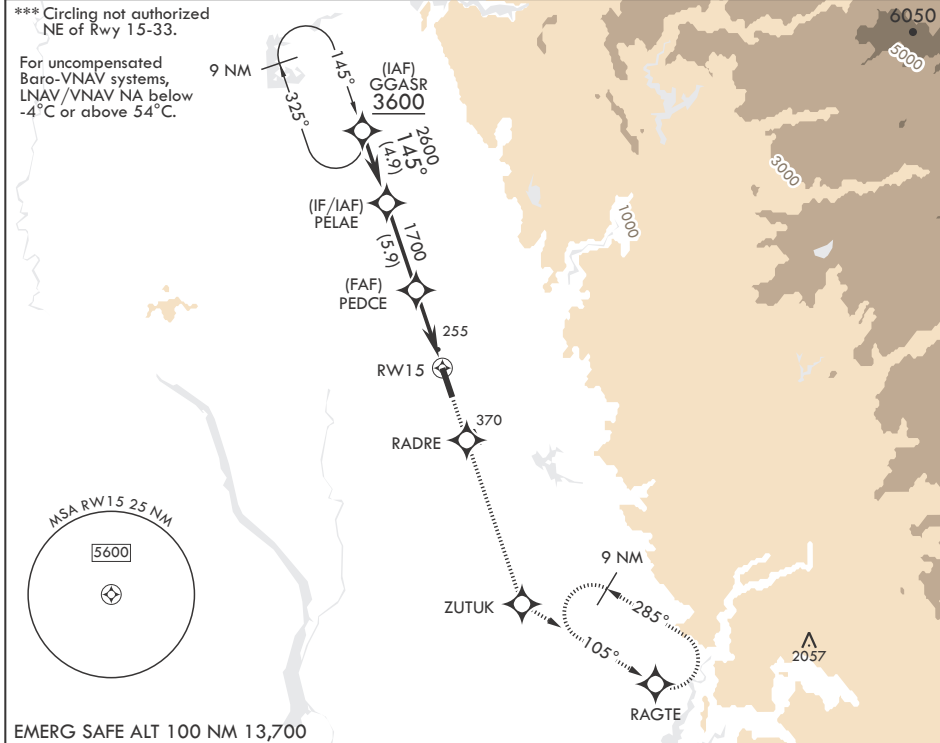 *** Circling not authorized
NE of Rwy 15-33.
For uncompensated
Baro-VNAV systems,
LNAV/VNAV NA below
-4°C or above 54°C.
9 NM
145°
325°
(IAF)
GGASR
3600
2600
145°
(4.9)
(IF/IAF)
PELAE
1700
(5.9)
(FAF)
PEDCE
255
RW15
370
RADRE
ZUTUK
9 NM
285°
105°
RAGTE
2057
6050
5000
3000
1000
MSA RW15 25 NM
5600
EMERG SAFE ALT 100 NM 13,700